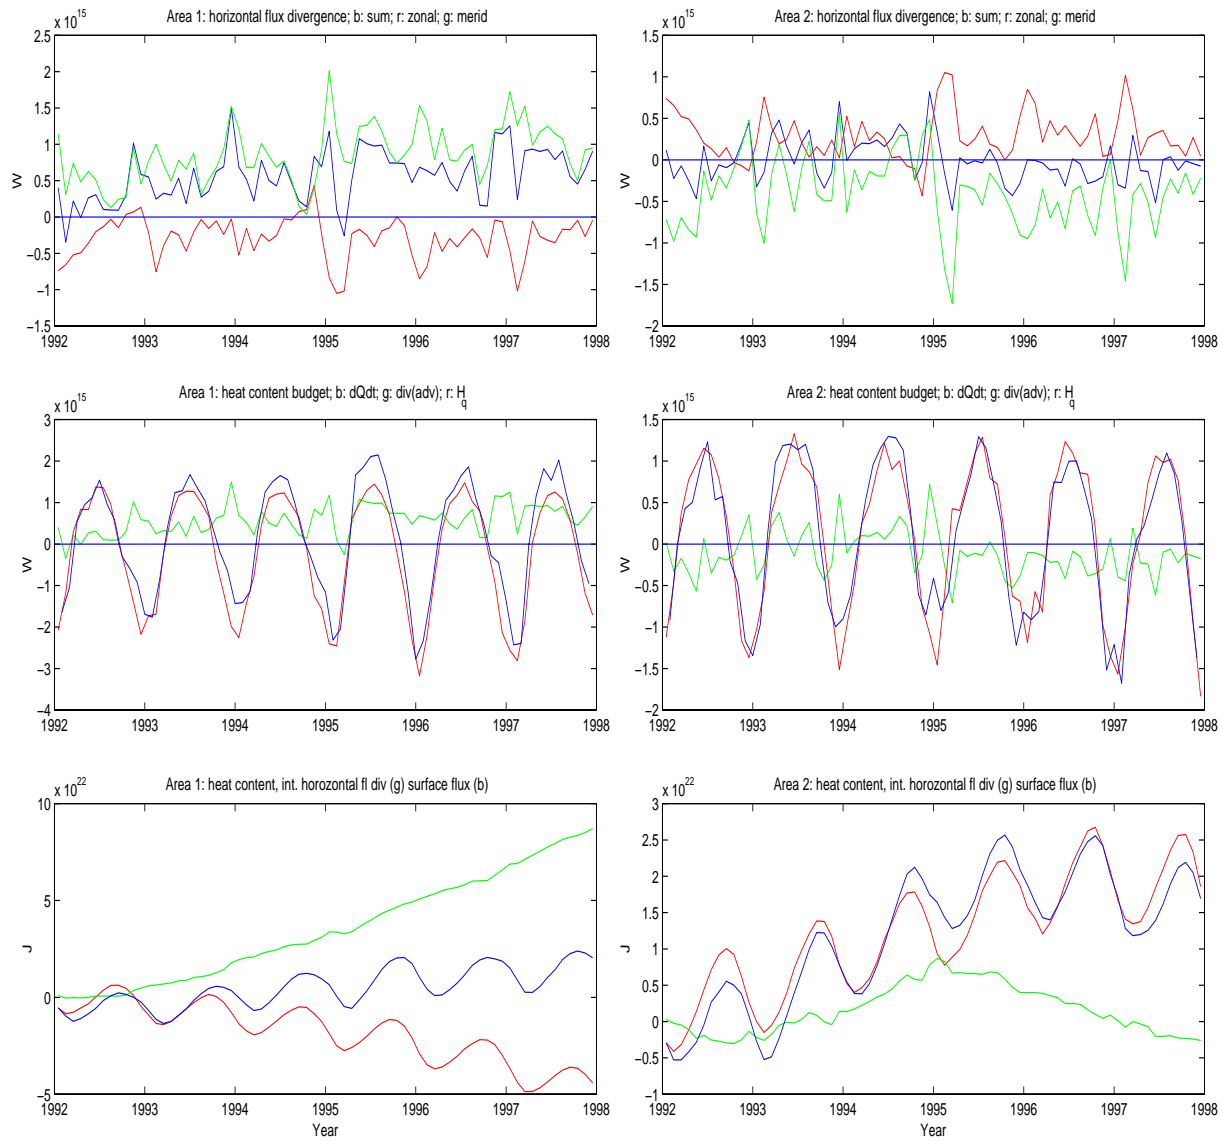 Area 1: horizontal flux divergence; b: sum; r: zonal; g: merid
x 10^15
2.5
2
1.5
1
0.5
0
−0.5
−1
−1.5
W
1992 1993 1994 1995 1996 1997 1998
Area 2: horizontal flux divergence; b: sum; r: zonal; g: merid
x 10^15
1.5
1
0.5
0
−0.5
−1
−1.5
−2
W
1992 1993 1994 1995 1996 1997 1998
Area 1: heat content budget; b: dQdt; g: div(adv); r: H_q
x 10^15
3
2
1
0
−1
−2
−3
−4
W
1992 1993 1994 1995 1996 1997 1998
Area 2: heat content budget; b: dQdt; g: div(adv); r: H_q
x 10^15
1.5
1
0.5
0
−0.5
−1
−1.5
−2
W
1992 1993 1994 1995 1996 1997 1998
Area 1: heat content, int. horozontal fl div (g) surface flux (b)
x 10^22
10
5
0
−5
J
1992 1993 1994 1995 1996 1997 1998
Year
Area 2: heat content, int. horozontal fl div (g) surface flux (b)
x 10^22
3
2.5
2
1.5
1
0.5
0
−0.5
−1
J
1992 1993 1994 1995 1996 1997 1998
Year